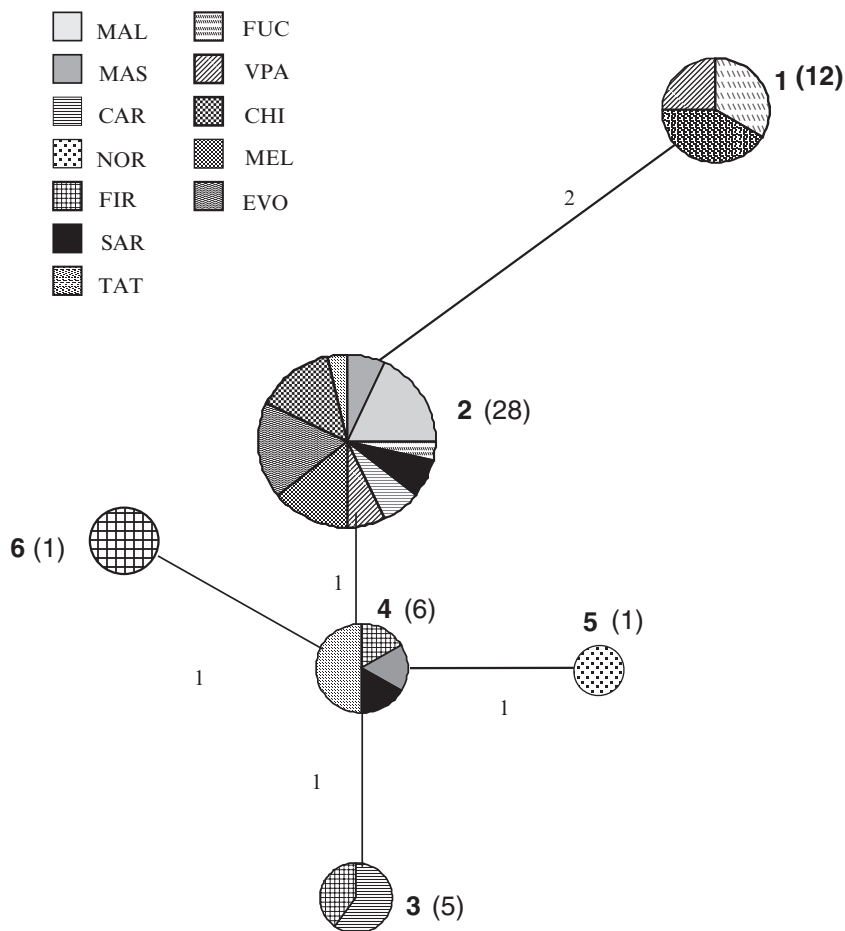 MAL
MAS
CAR
NOR
FIR
SAR
TAT
FUC
VPA
CHI
MEL
EVO
1 (12)
2
2 (28)
6 (1)
1
4 (6)
5 (1)
1
1
1
3 (5)